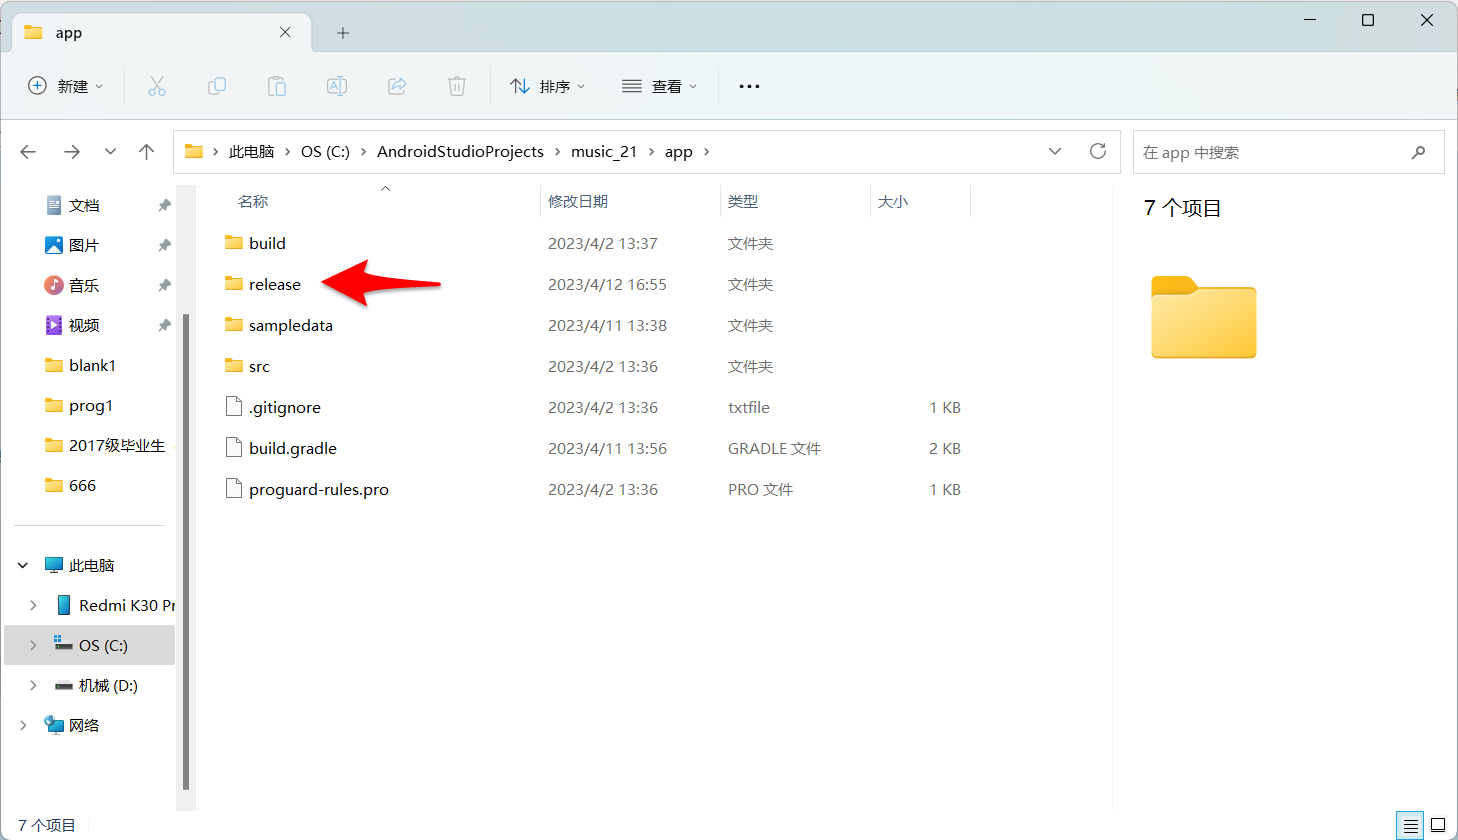 app
新建
排序
查看
此电脑 OS (C:) AndroidStudioProjects music_21 app
在 app 中搜索
文档
图片
音乐
视频
blank1
prog1
2017级毕业生
666
此电脑
Redmi K30 Pr
OS (C:)
机械 (D:)
网络
名称 修改日期 类型 大小
build 2023/4/2 13:37 文件夹
release 2023/4/12 16:55 文件夹
sampledata 2023/4/11 13:38 文件夹
src 2023/4/2 13:36 文件夹
.gitignore 2023/4/2 13:36 txtfile 1 KB
build.gradle 2023/4/11 13:56 GRADLE 文件 2 KB
proguard-rules.pro 2023/4/2 13:36 PRO 文件 1 KB
7 个项目
7 个项目